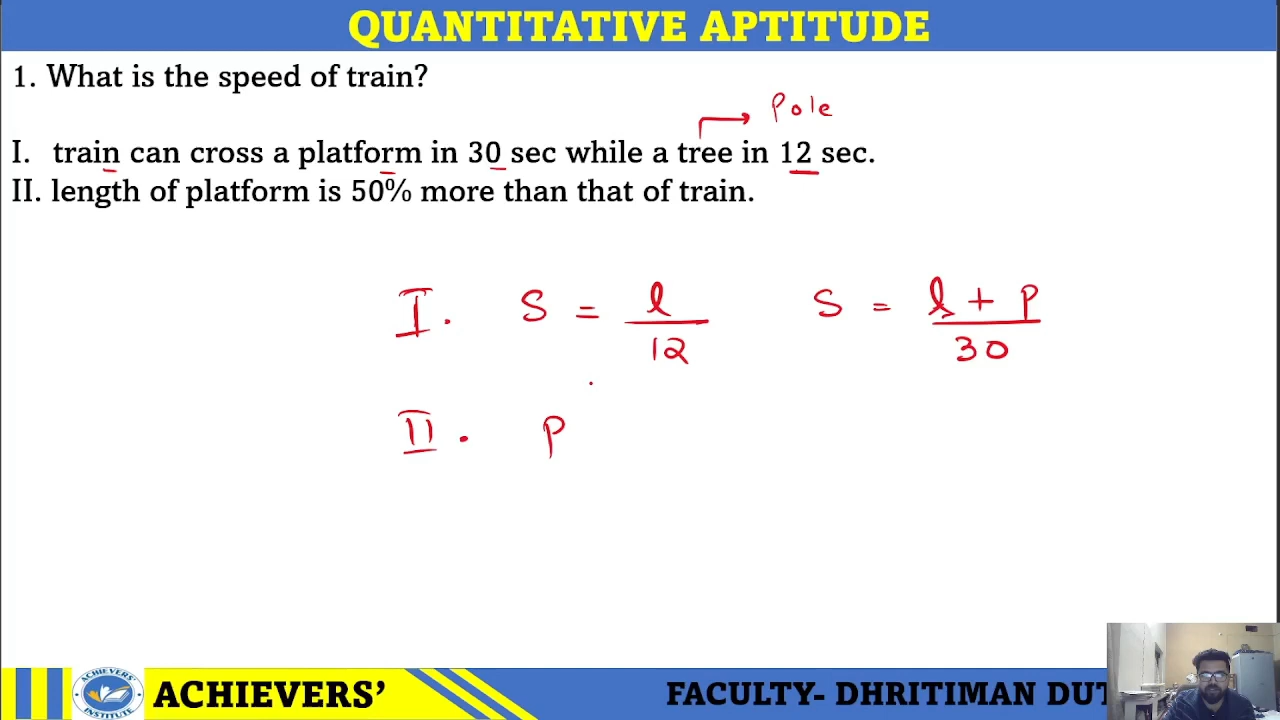 QUANTITATIVE APTITUDE
1. What is the speed of train?
Pole
I. train can cross a platform in 30 sec while a tree in 12 sec.
II. length of platform is 50% more than that of train.
I. S = l/12 S = l + p/30
II. p
ACHIEVERS' INSTITUTE
ACHIEVERS’
FACULTY- DHRITIMAN DUT